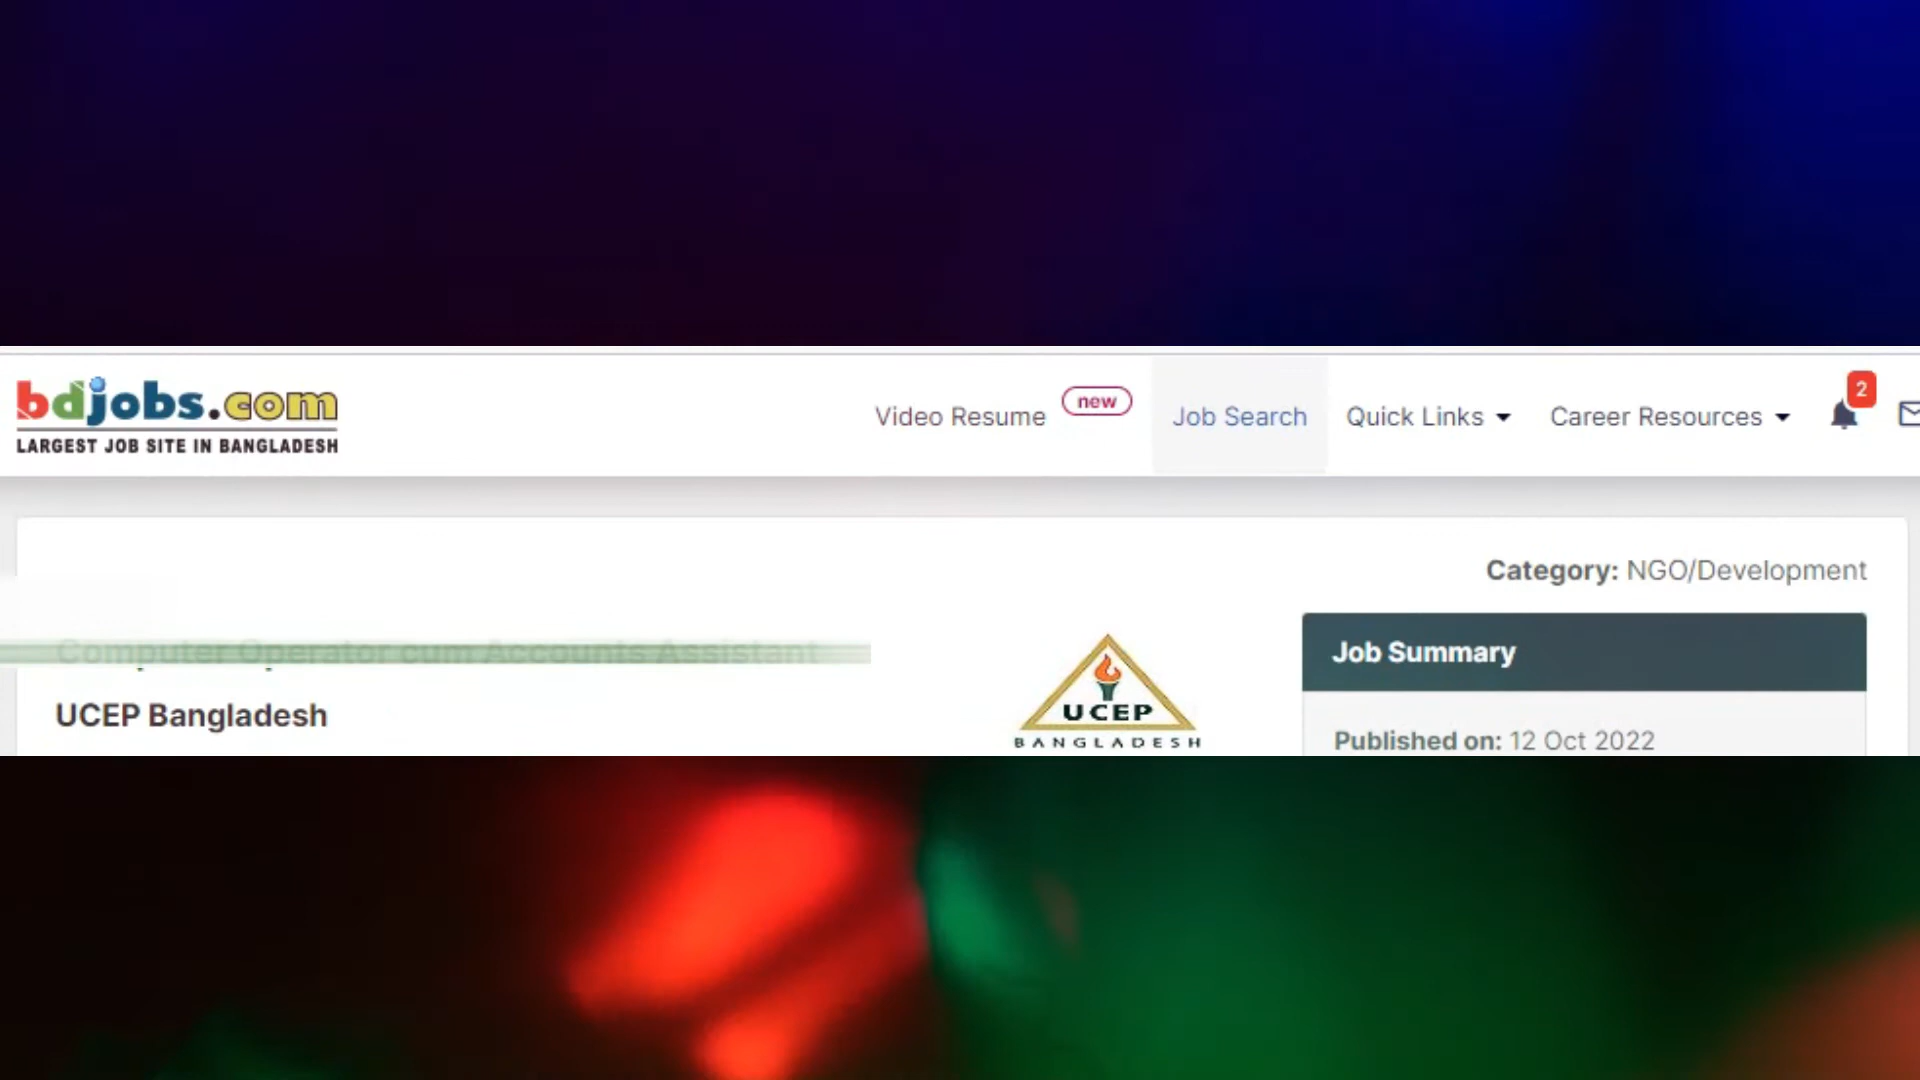 bdjobs.com
LARGEST JOB SITE IN BANGLADESH
Video Resume new Job Search Quick Links Career Resources 2
Category: NGO/Development
Computer Operator cum Accounts Assistant
UCEP Bangladesh
UCEP
BANGLADESH
Job Summary
Published on: 12 Oct 2022